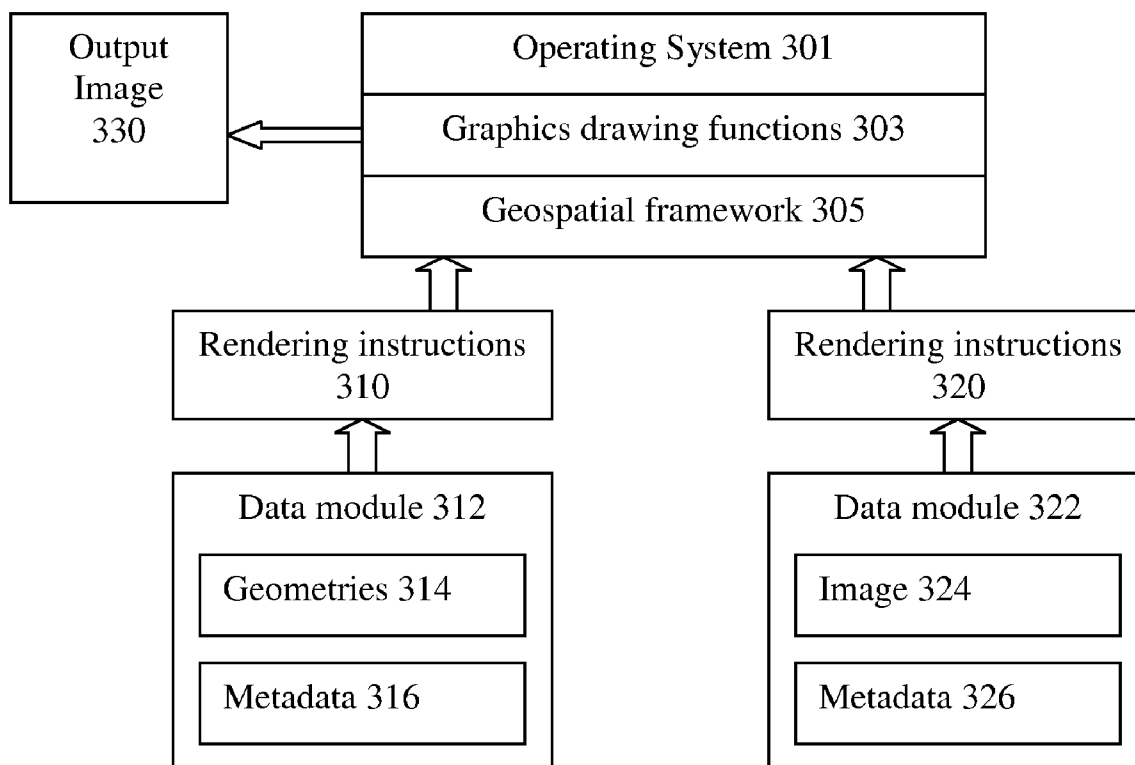 Output
Image
330
Operating System 301
Graphics drawing functions 303
Geospatial framework 305
Rendering instructions
310
Rendering instructions
320
Data module 312
Geometries 314
Metadata 316
Data module 322
Image 324
Metadata 326